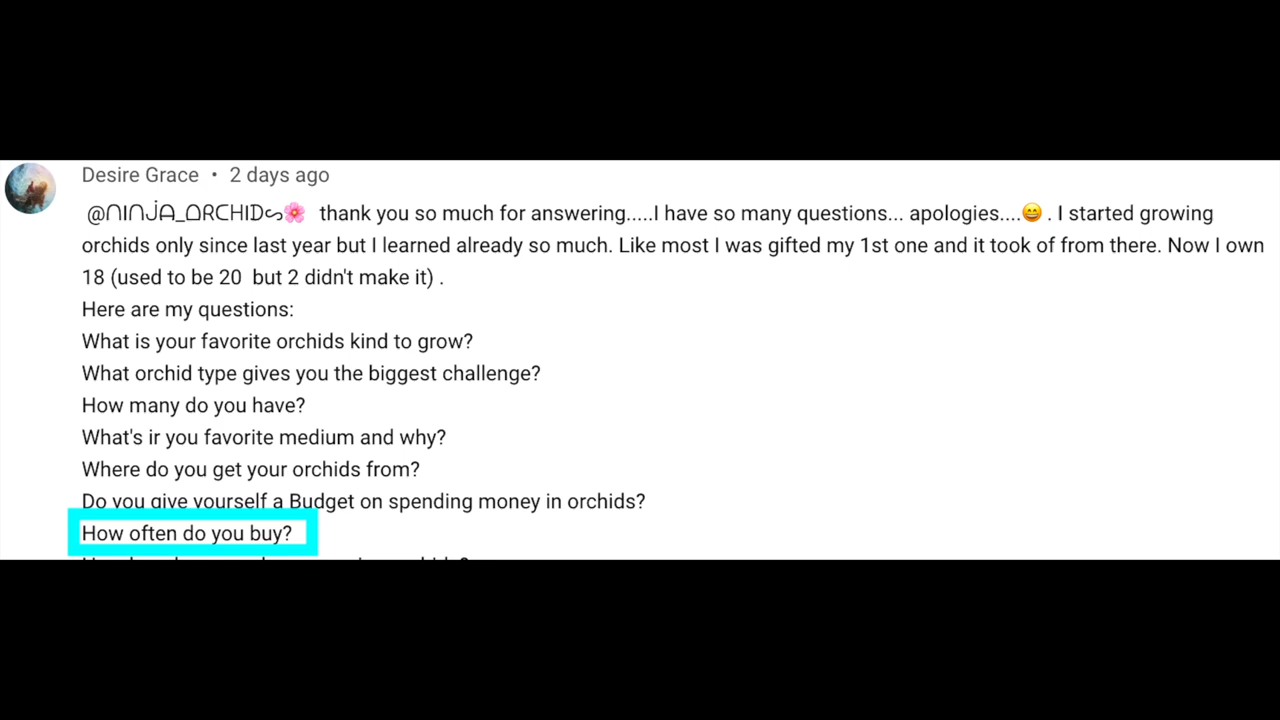 Desire Grace • 2 days ago
@ᑎIᑎJᗩ_ᗝᖇᑕᕼIᗪᔕ🌸 thank you so much for answering.....I have so many questions... apologies....😄 . I started growing
orchids only since last year but I learned already so much. Like most I was gifted my 1st one and it took of from there. Now I own
18 (used to be 20 but 2 didn't make it) .
Here are my questions:
What is your favorite orchids kind to grow?
What orchid type gives you the biggest challenge?
How many do you have?
What's ir you favorite medium and why?
Where do you get your orchids from?
Do you give yourself a Budget on spending money in orchids?
How often do you buy?